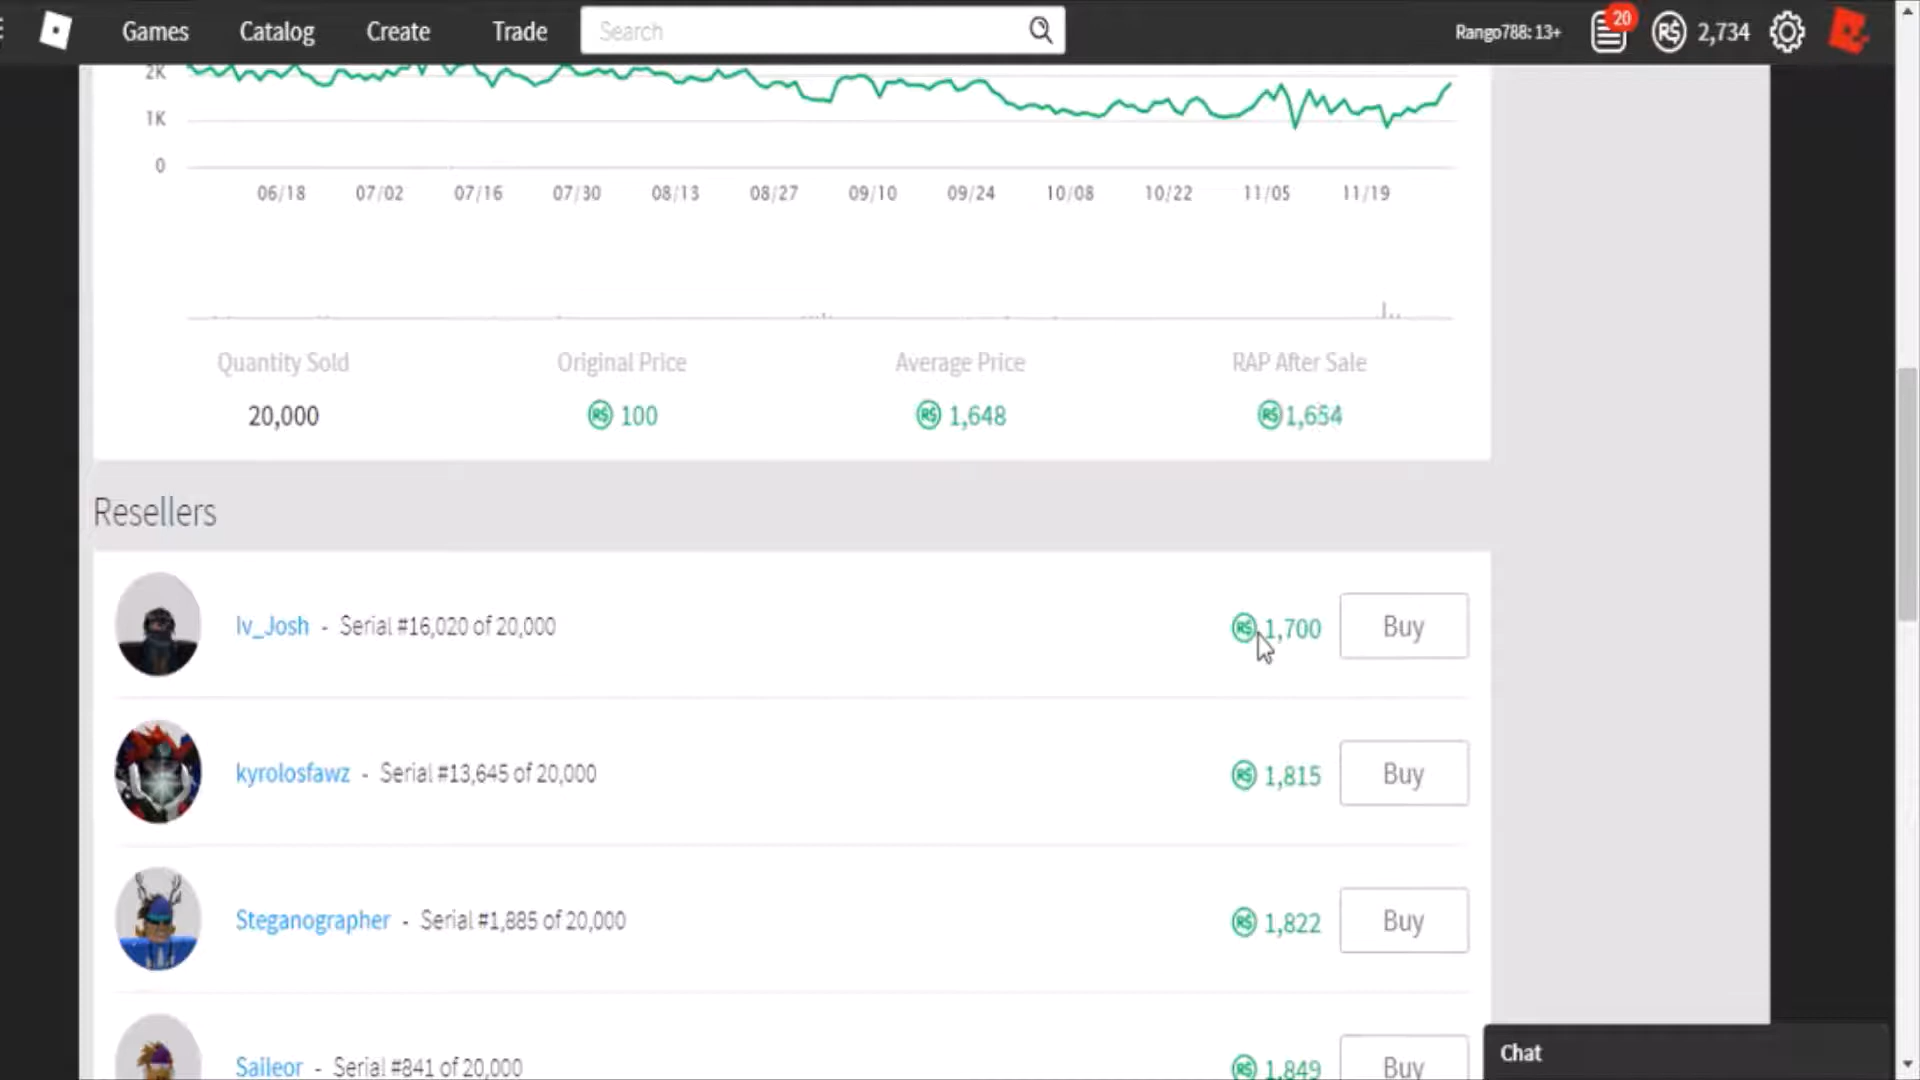 Games Catalog Create Trade Search Rango788: 13+ 20 R$ 2,734
2K
1K
0
06/18 07/02 07/16 07/30 08/13 08/27 09/10 09/24 10/08 10/22 11/05 11/19
Quantity Sold Original Price Average Price RAP After Sale
20,000 R$ 100 R$ 1,648 R$ 1,654
Resellers
Iv_Josh - Serial #16,020 of 20,000 R$ 1,700 Buy
kyrolosfawz - Serial #13,645 of 20,000 R$ 1,815 Buy
Steganographer - Serial #1,885 of 20,000 R$ 1,822 Buy
Saileor - Serial #841 of 20,000 R$ 1,849 Buy
Chat